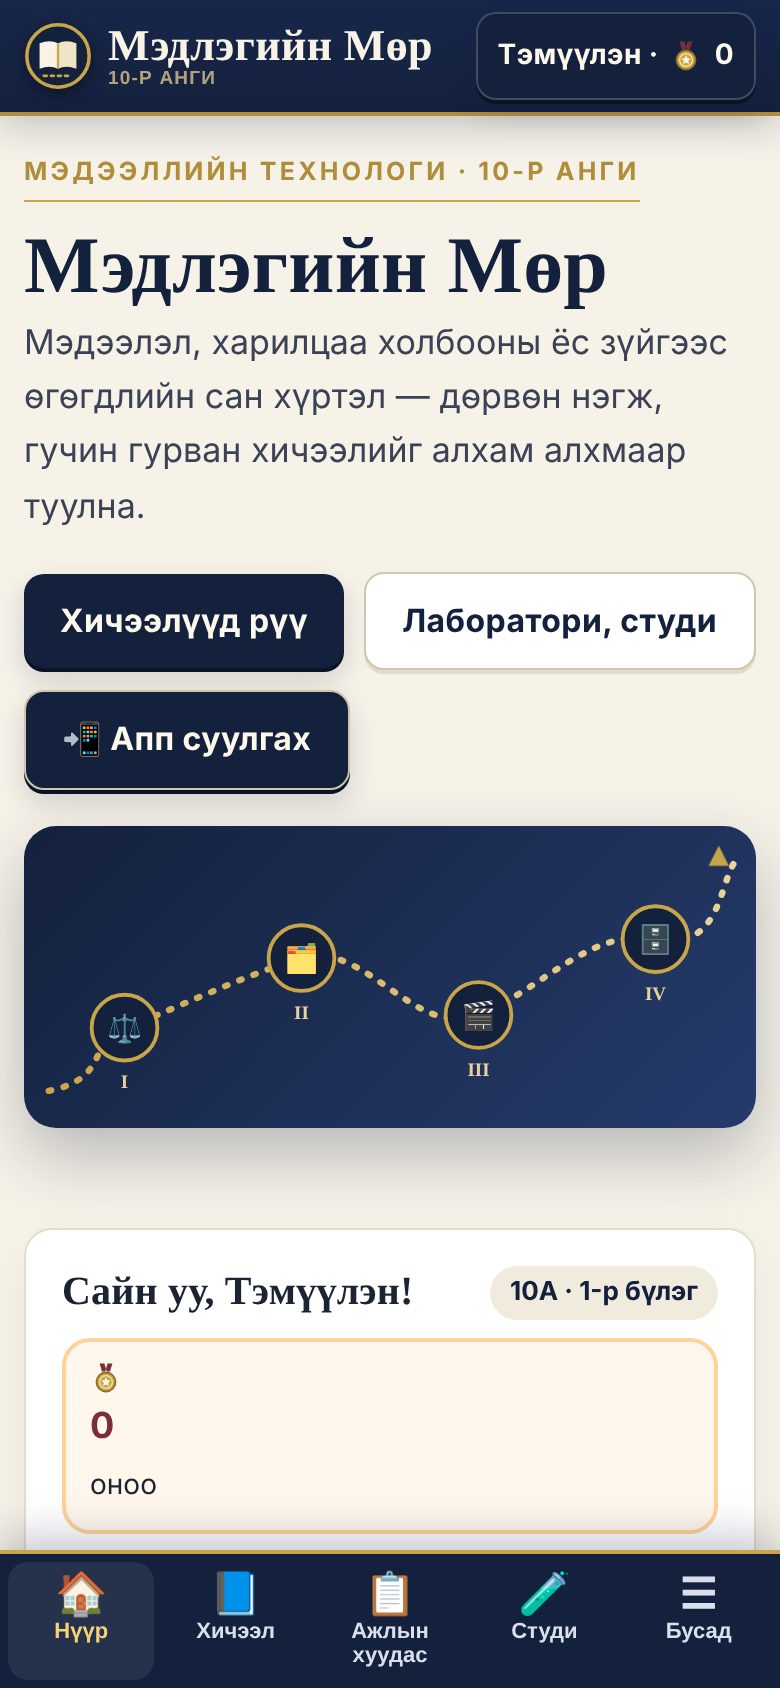 Мэдлэгийн Мөр
10-Р АНГИ
Тэмүүлэн · 0
МЭДЭЭЛЛИЙН ТЕХНОЛОГИ · 10-Р АНГИ
Мэдлэгийн Мөр
Мэдээлэл, харилцаа холбооны ёс зүйгээс
өгөгдлийн сан хүртэл — дөрвөн нэгж,
гучин гурван хичээлийг алхам алхмаар
туулна.
Хичээлүүд рүү
Лаборатори, студи
Апп суулгах
I
II
III
IV
Сайн уу, Тэмүүлэн!
10А · 1-р бүлэг
0
оноо
Нүүр
Хичээл
Ажлын
хуудас
Студи
Бусад